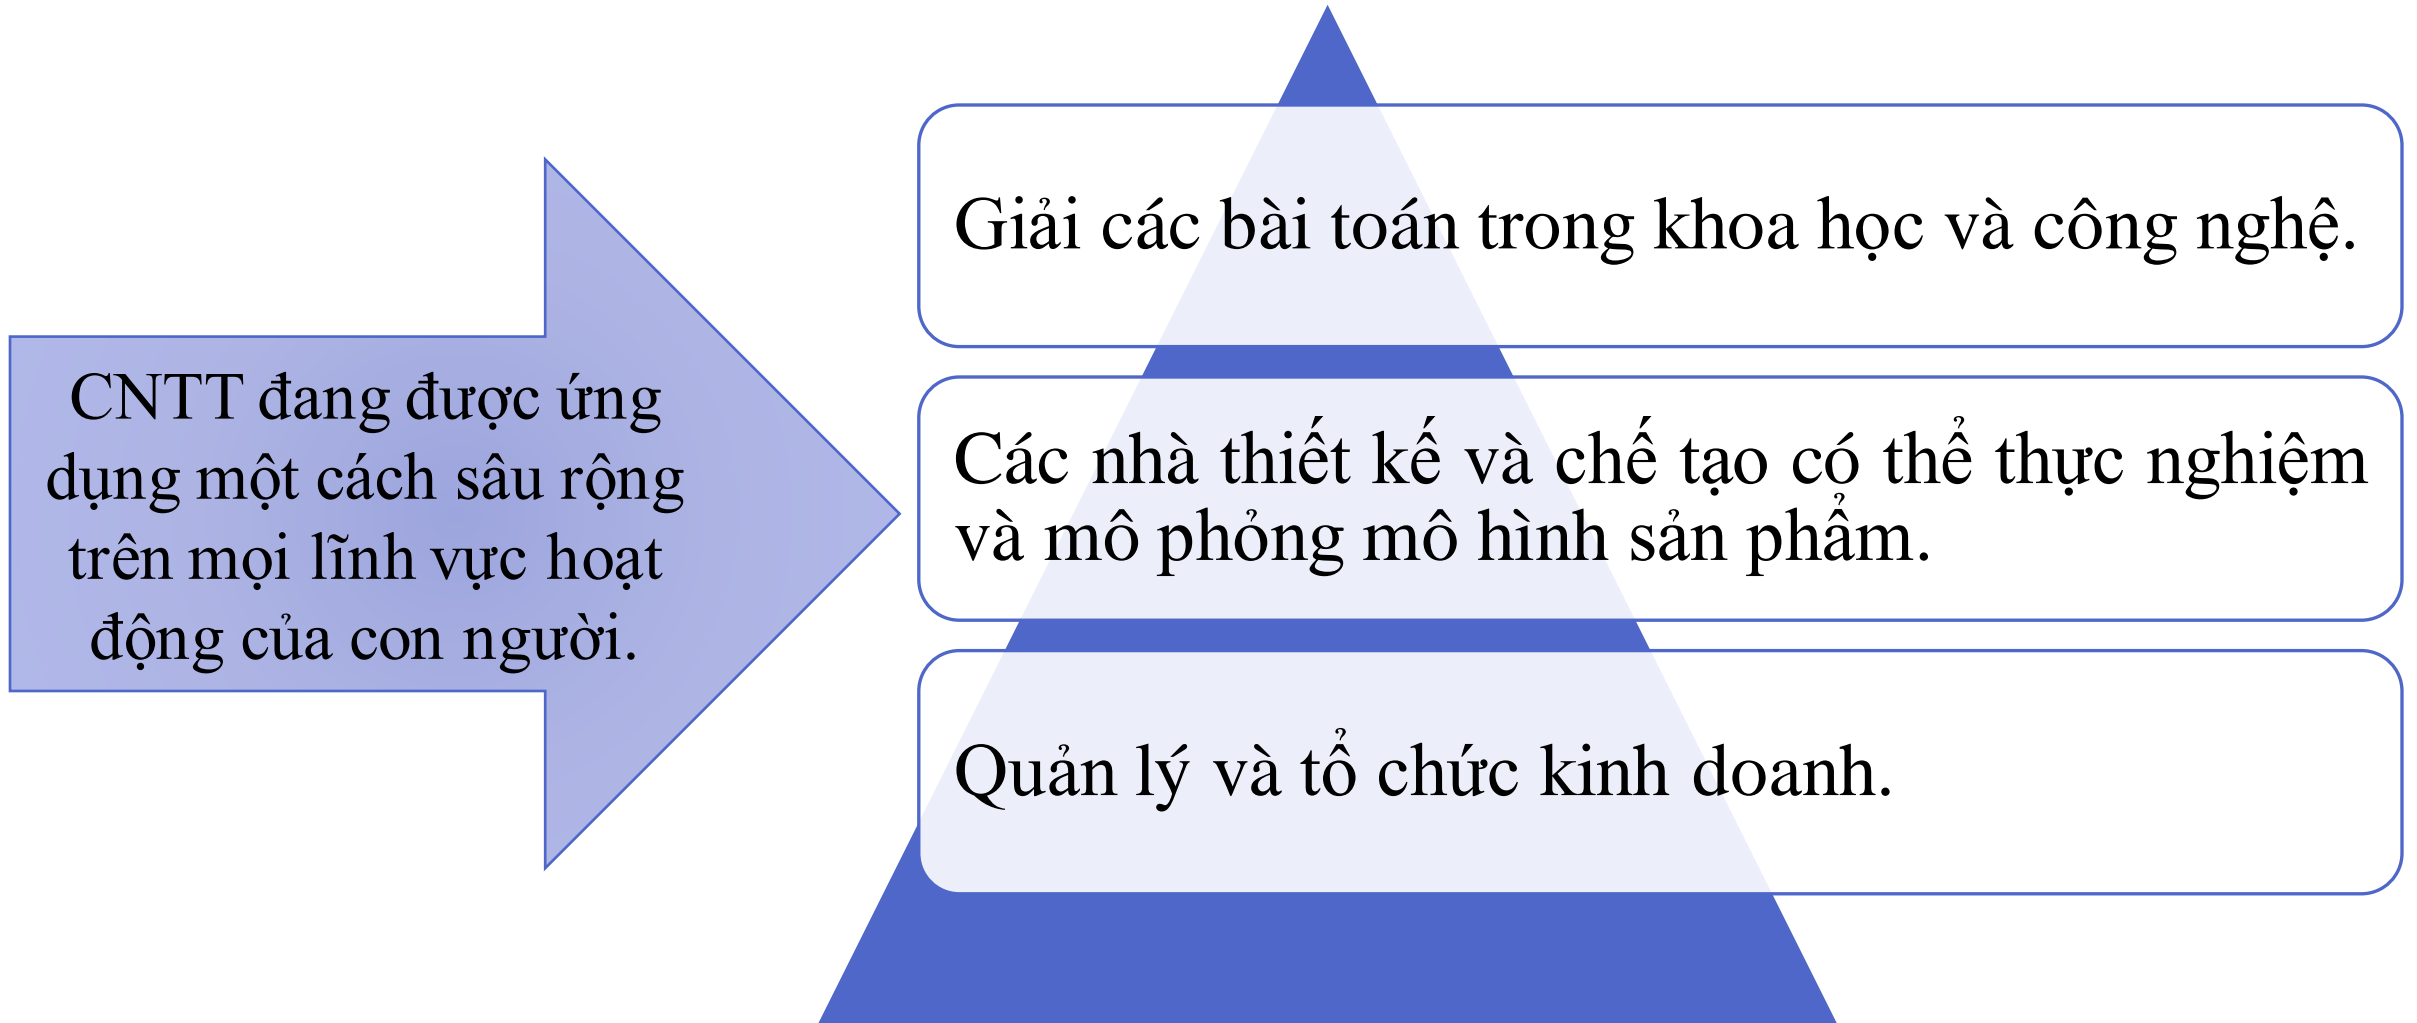 CNTT đang được ứng
dụng một cách sâu rộng
trên mọi lĩnh vực hoạt
động của con người.
Giải các bài toán trong khoa học và công nghệ.
Các nhà thiết kế và chế tạo có thể thực nghiệm
và mô phỏng mô hình sản phẩm.
Quản lý và tổ chức kinh doanh.